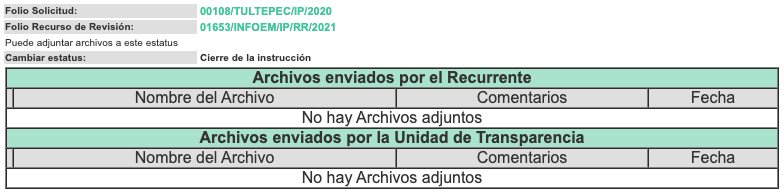 Folio Solicitud: 00108/TULTEPEC/IP/2020
Folio Recurso de Revisión: 01653/INFOEM/IP/RR/2021
Puede adjuntar archivos a este estatus
Cambiar estatus: Cierre de la instrucción
Archivos enviados por el Recurrente
Nombre del Archivo Comentarios Fecha
No hay Archivos adjuntos
Archivos enviados por la Unidad de Transparencia
Nombre del Archivo Comentarios Fecha
No hay Archivos adjuntos